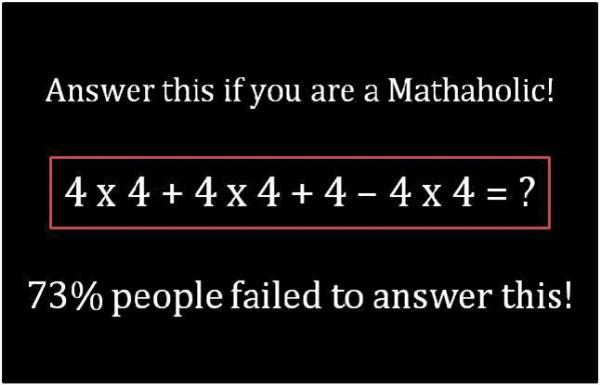 Answer this if you are a Mathaholic!
4 x 4 + 4 x 4 + 4 – 4 x 4 = ?
73% people failed to answer this!